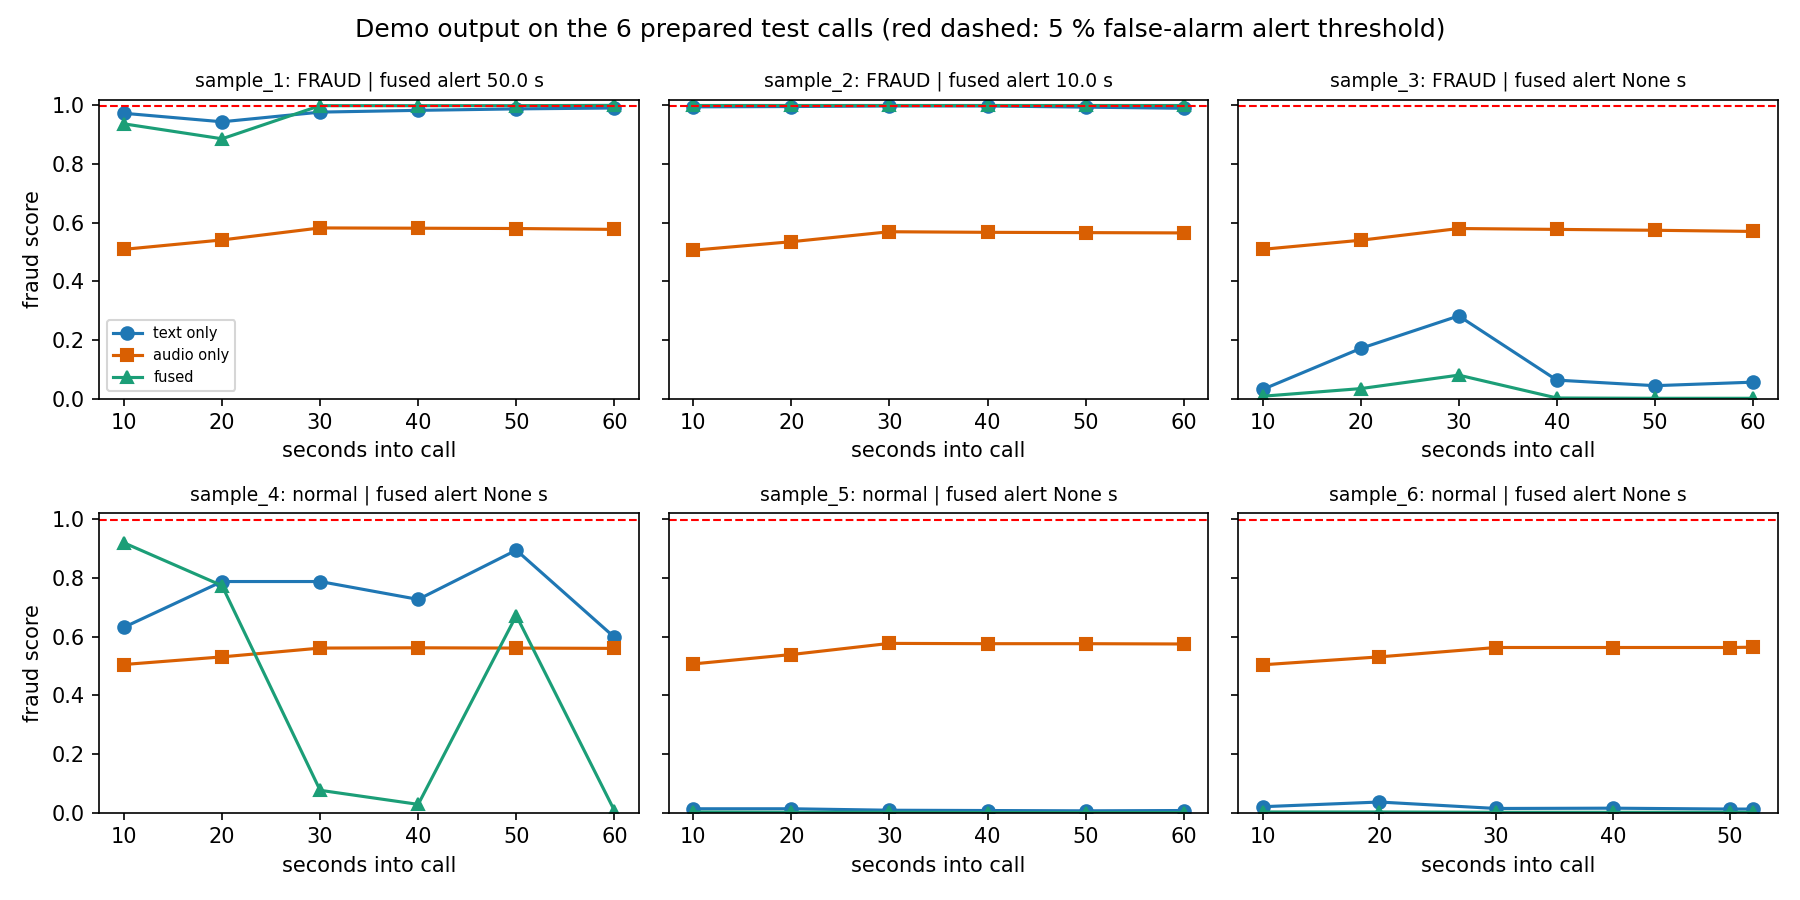 Demo output on the 6 prepared test calls (red dashed: 5 % false-alarm alert threshold)
sample_1: FRAUD | fused alert 50.0 s
1.0
0.8
0.6
0.4
0.2
0.0
fraud score
text only
audio only
fused
10 20 30 40 50 60
seconds into call
sample_2: FRAUD | fused alert 10.0 s
10 20 30 40 50 60
seconds into call
sample_3: FRAUD | fused alert None s
10 20 30 40 50 60
seconds into call
sample_4: normal | fused alert None s
1.0
0.8
0.6
0.4
0.2
0.0
fraud score
10 20 30 40 50 60
seconds into call
sample_5: normal | fused alert None s
10 20 30 40 50 60
seconds into call
sample_6: normal | fused alert None s
10 20 30 40 50
seconds into call